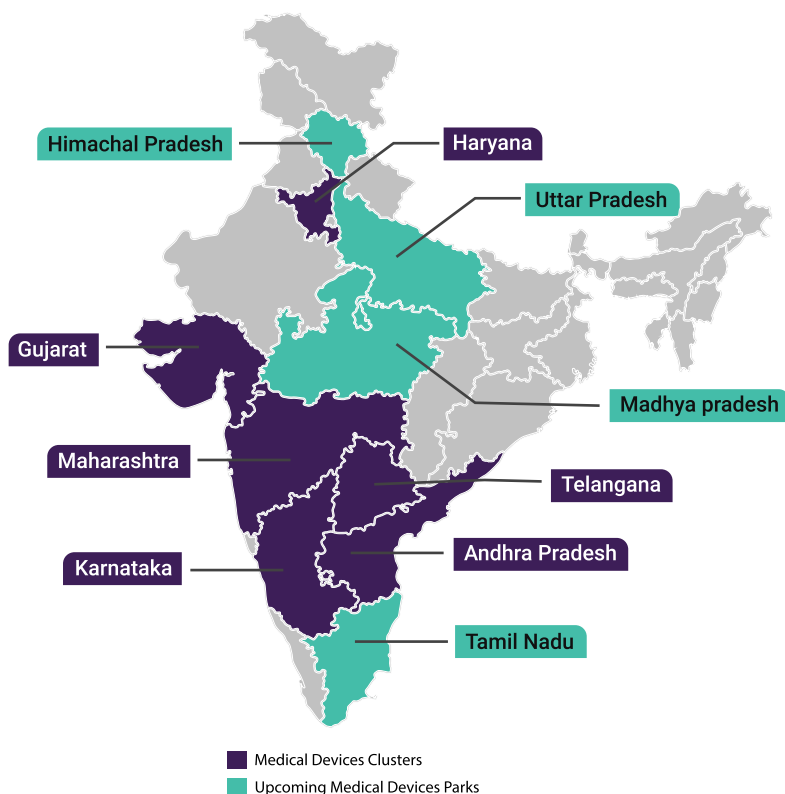 Himachal Pradesh
Haryana
Uttar Pradesh
Gujarat
Madhya pradesh
Maharashtra
Telangana
Andhra Pradesh
Karnataka
Tamil Nadu
Medical Devices Clusters
Upcoming Medical Devices Parks